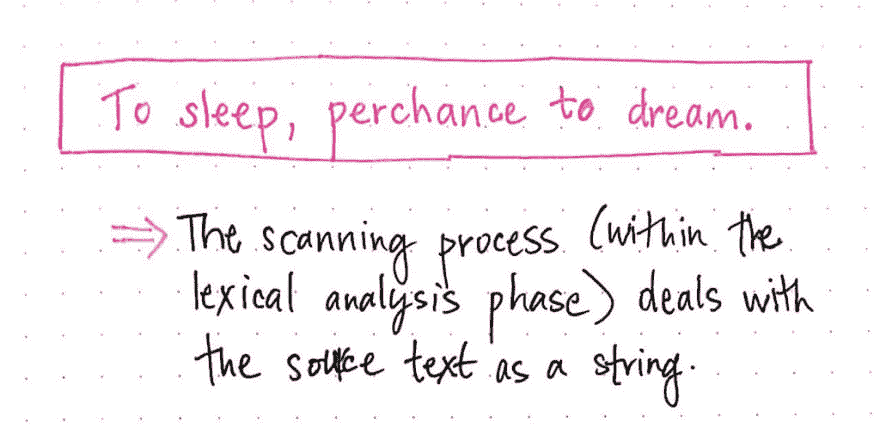 To sleep, perchance to dream.
⇒ The scanning process (within the
lexical analysis phase) deals with
the source text as a string.